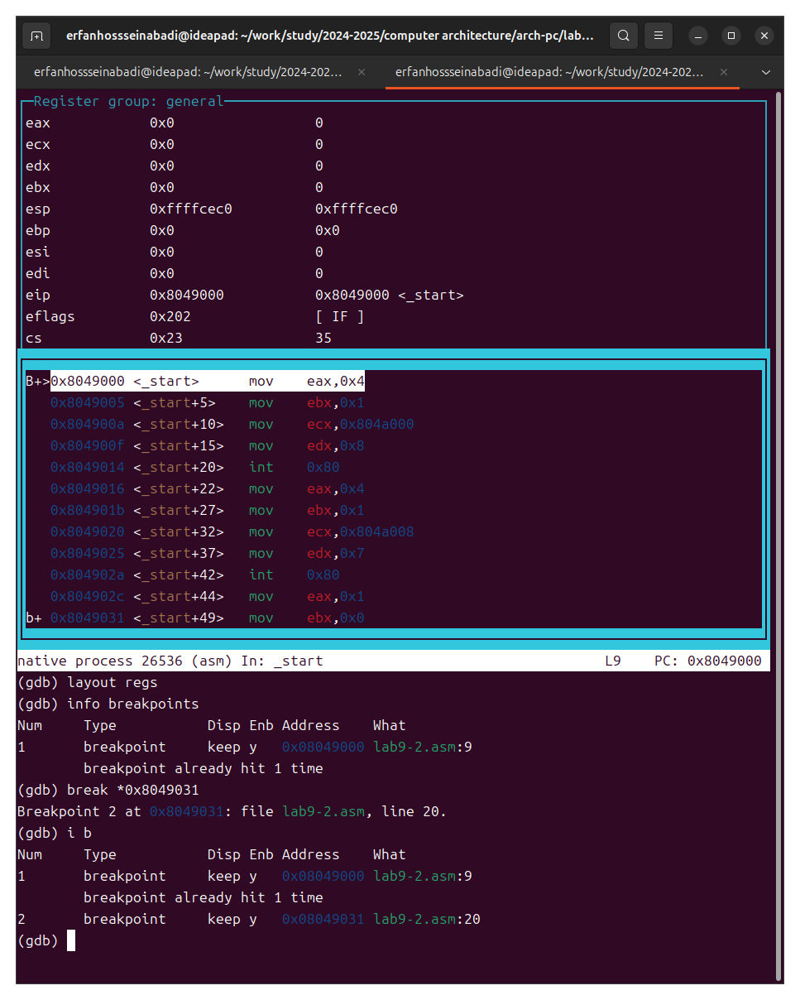 erfanhossseinabadi@ideapad: ~/work/study/2024-2025/computer architecture/arch-pc/lab...
erfanhossseinabadi@ideapad: ~/work/study/2024-202... × erfanhossseinabadi@ideapad: ~/work/study/2024-202... ×
Register group: general
eax 0x0 0
ecx 0x0 0
edx 0x0 0
ebx 0x0 0
esp 0xffffcec0 0xffffcec0
ebp 0x0 0x0
esi 0x0 0
edi 0x0 0
eip 0x8049000 0x8049000 <_start>
eflags 0x202 [ IF ]
cs 0x23 35
B+>0x8049000 <_start> mov eax,0x4
0x8049005 <_start+5> mov ebx,0x1
0x804900a <_start+10> mov ecx,0x804a000
0x804900f <_start+15> mov edx,0x8
0x8049014 <_start+20> int 0x80
0x8049016 <_start+22> mov eax,0x4
0x804901b <_start+27> mov ebx,0x1
0x8049020 <_start+32> mov ecx,0x804a008
0x8049025 <_start+37> mov edx,0x7
0x804902a <_start+42> int 0x80
0x804902c <_start+44> mov eax,0x1
b+ 0x8049031 <_start+49> mov ebx,0x0
native process 26536 (asm) In: _start L9 PC: 0x8049000
(gdb) layout regs
(gdb) info breakpoints
Num Type Disp Enb Address What
1 breakpoint keep y 0x08049000 lab9-2.asm:9
breakpoint already hit 1 time
(gdb) break *0x8049031
Breakpoint 2 at 0x8049031: file lab9-2.asm, line 20.
(gdb) i b
Num Type Disp Enb Address What
1 breakpoint keep y 0x08049000 lab9-2.asm:9
breakpoint already hit 1 time
2 breakpoint keep y 0x08049031 lab9-2.asm:20
(gdb)